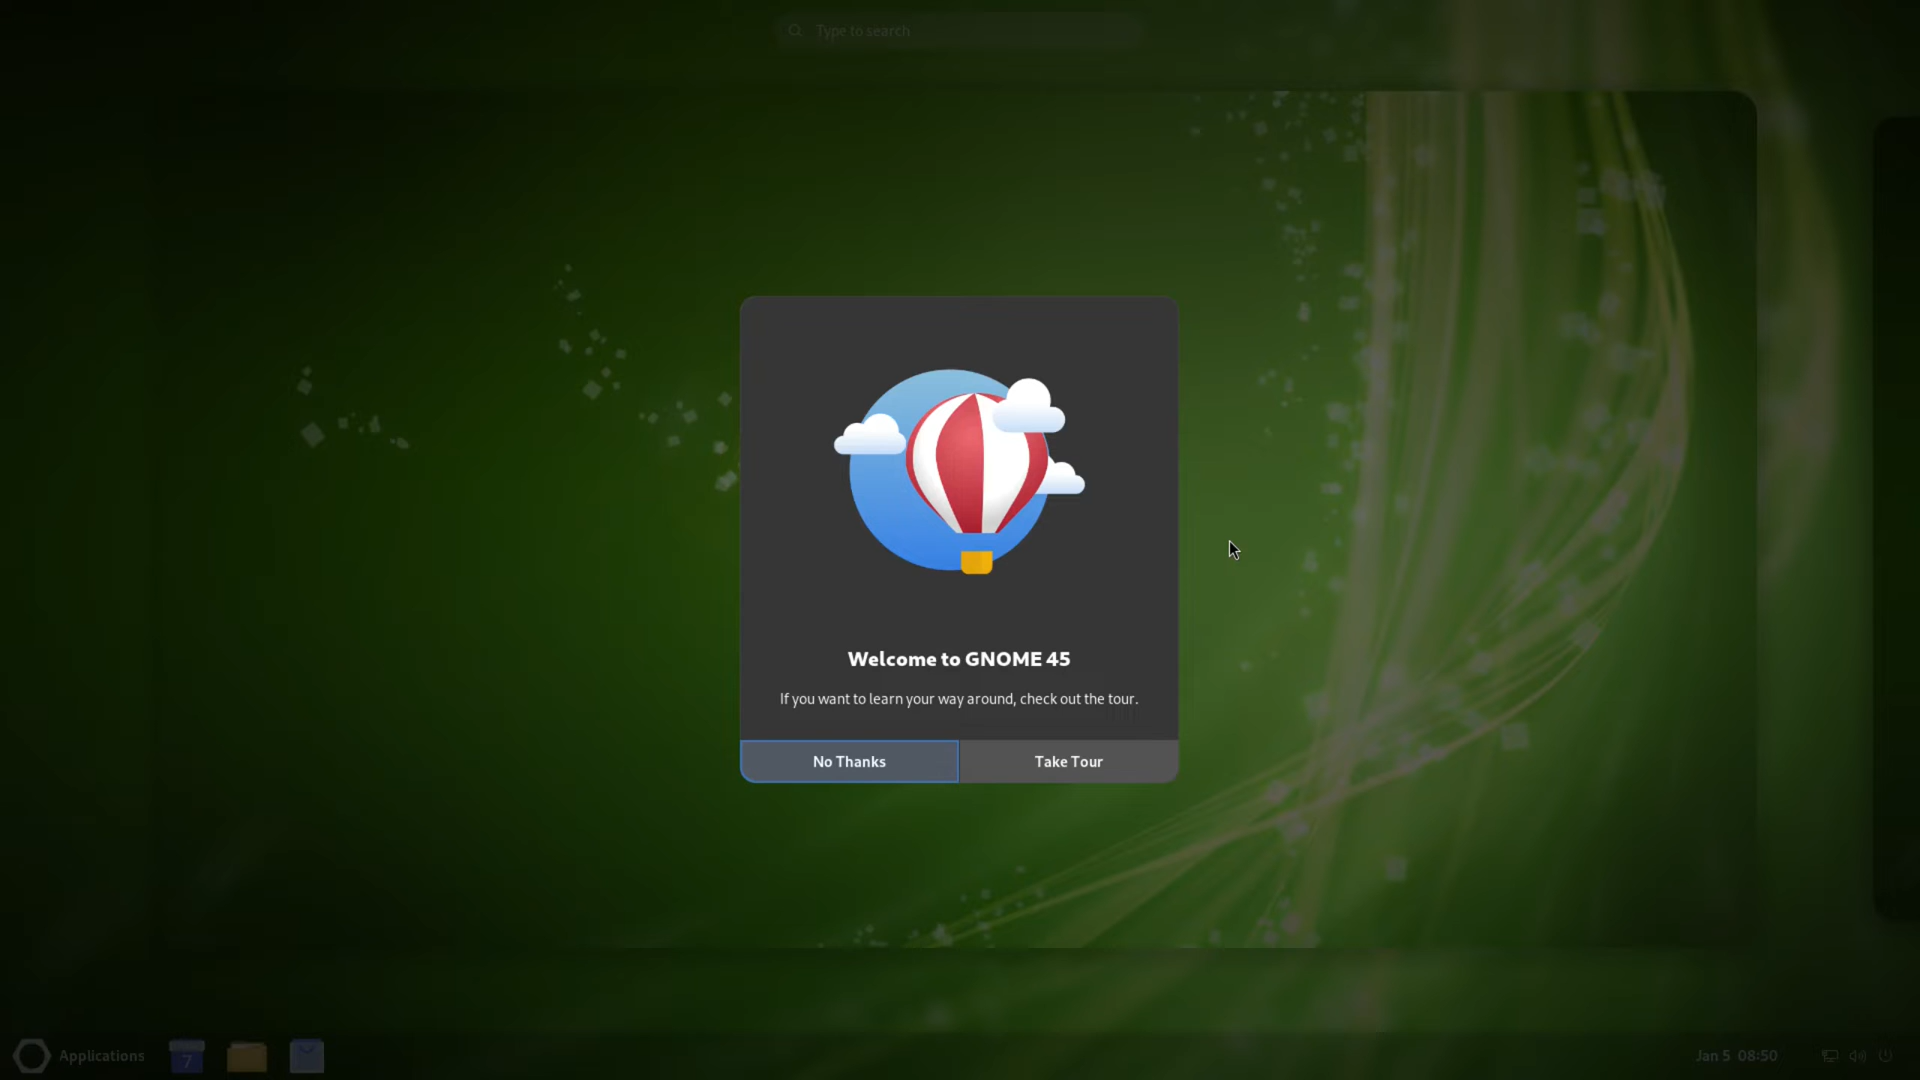 Type to search
Welcome to GNOME 45
If you want to learn your way around, check out the tour.
No Thanks
Take Tour
Applications
7
Jan 5 08:50